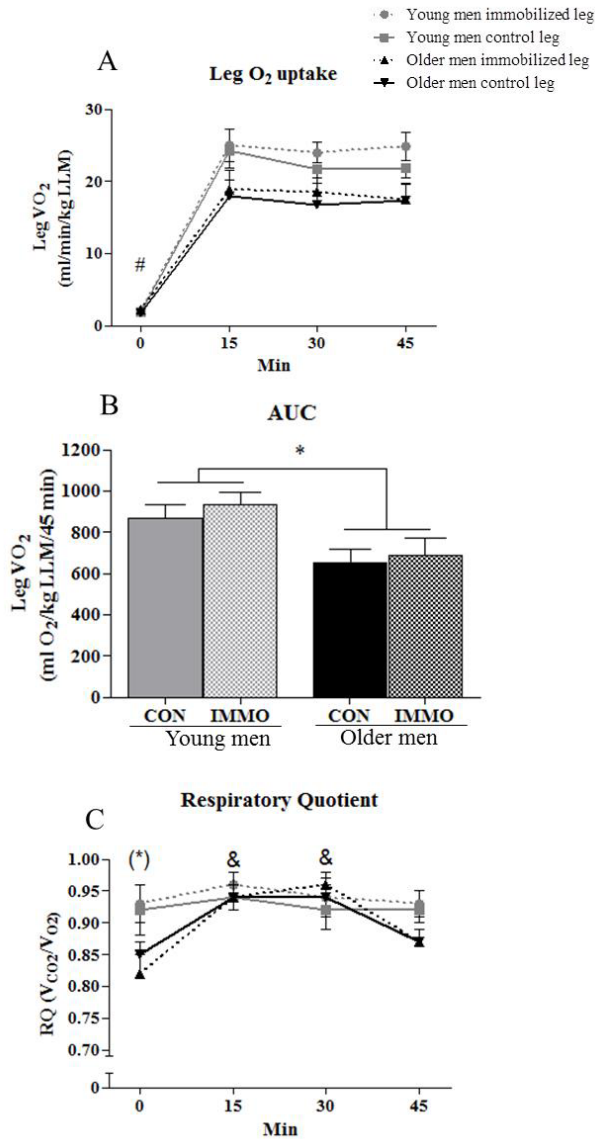 Young men immobilized leg
Young men control leg
Older men immobilized leg
Older men control leg
A
Leg O₂ uptake
Leg VO₂
(ml/min/kg LLM)
30
20
10
0
#
0 15 30 45
Min
B
AUC
*
Leg VO₂
(ml O₂/kg LLM/45 min)
1200
1000
800
600
400
200
0
CON IMMO CON IMMO
Young men Older men
Respiratory Quotient
C
(*) & &
RQ (V_CO2/V_O2)
1.00
0.95
0.90
0.85
0.80
0.75
0.70
0
0 15 30 45
Min